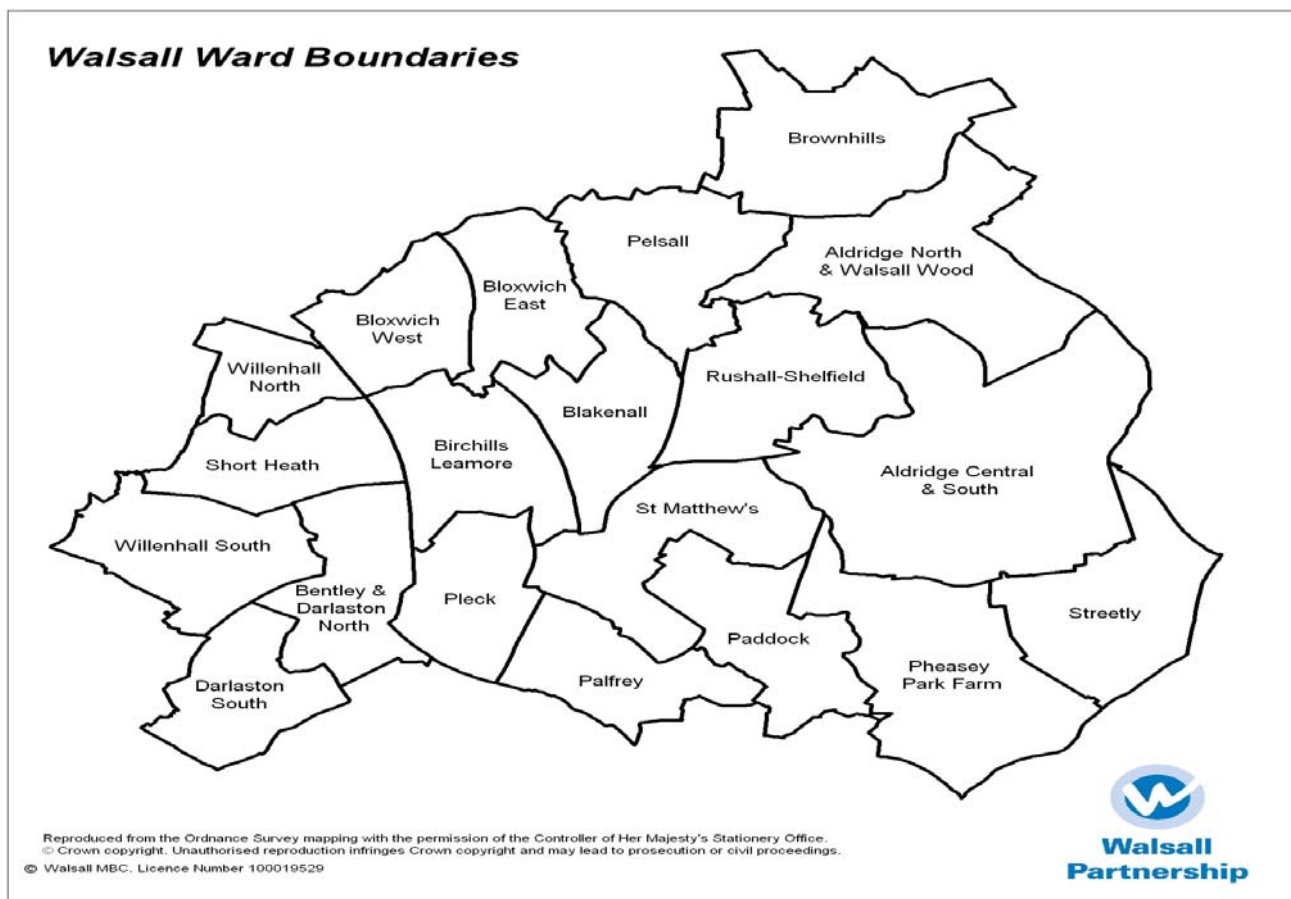 Walsall Ward Boundaries
Brownhills
Pelsall
Aldridge North
& Walsall Wood
Bloxwich
East
Bloxwich
West
Willenhall
North
Rushall-Shelfield
Blakenall
Birchills
Leamore
Short Heath
Aldridge Central
& South
St Matthew's
Willenhall South
Bentley &
Darlaston
North
Pleck
Streetly
Paddock
Pheasey
Park Farm
Palfrey
Darlaston
South
Reproduced from the Ordnance Survey mapping with the permission of the Controller of Her Majesty's Stationery Office.
© Crown copyright. Unauthorised reproduction infringes Crown copyright and may lead to prosecution or civil proceedings.
© Walsall MBC. Licence Number 100019529
Walsall
Partnership